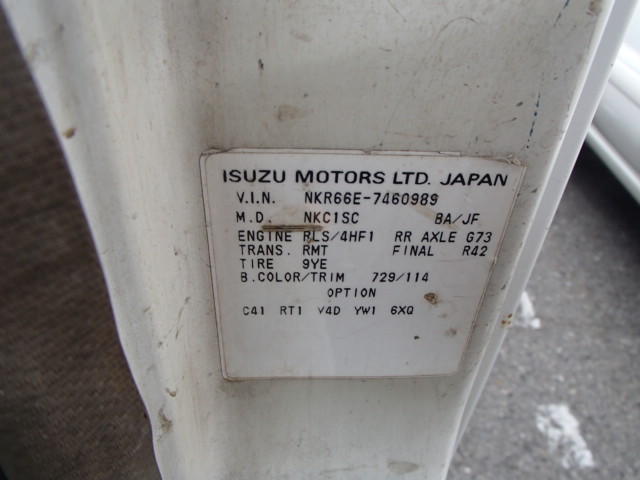 ISUZU MOTORS LTD. JAPAN
V.I.N. NKR66E-7460989
M.D. NKC1SC BA/JF
ENGINE RLS/4HF1 RR AXLE G73
TRANS. RMT FINAL R42
TIRE 9YE
B.COLOR/TRIM 729/114
OPTION
C41 RT1 V4D YW1 6XQ